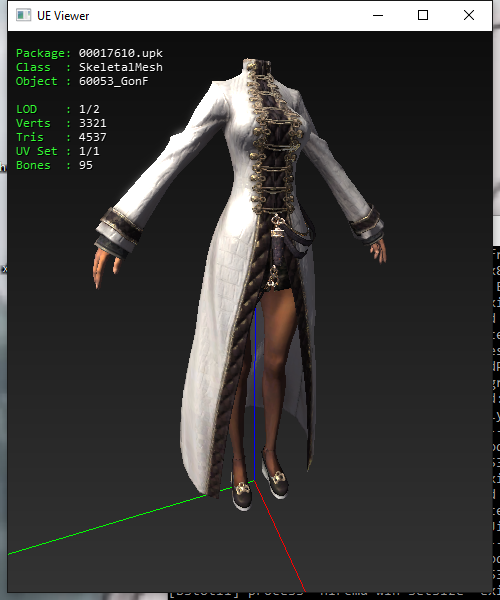 UE Viewer
Package: 00017610.upk
Class : SkeletalMesh
Object : 60053_GonF
LOD : 1/2
Verts : 3321
Tris : 4537
UV Set : 1/1
Bones : 95